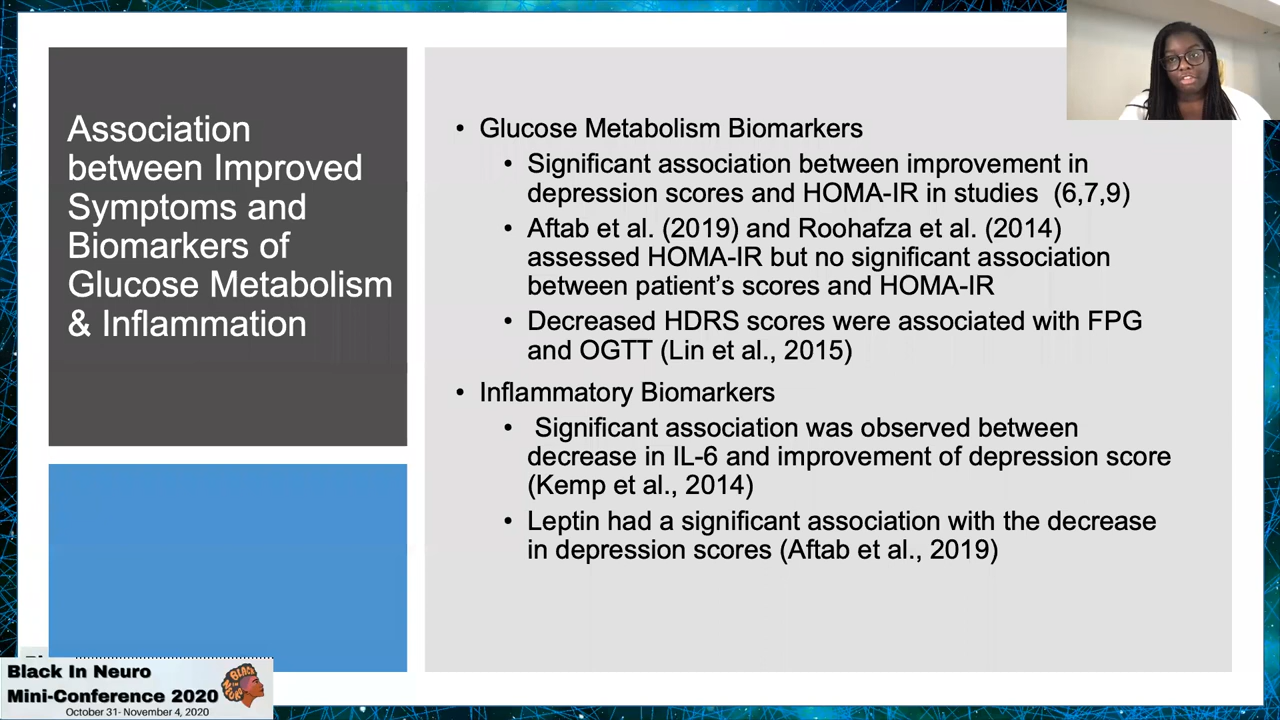 Association
between Improved
Symptoms and
Biomarkers of
Glucose Metabolism
& Inflammation
• Glucose Metabolism Biomarkers
• Significant association between improvement in
depression scores and HOMA-IR in studies (6,7,9)
• Aftab et al. (2019) and Roohafza et al. (2014)
assessed HOMA-IR but no significant association
between patient’s scores and HOMA-IR
• Decreased HDRS scores were associated with FPG
and OGTT (Lin et al., 2015)
• Inflammatory Biomarkers
• Significant association was observed between
decrease in IL-6 and improvement of depression score
(Kemp et al., 2014)
• Leptin had a significant association with the decrease
in depression scores (Aftab et al., 2019)
Black In Neuro
Mini-Conference 2020
October 31- November 4, 2020
BLACK
IN
NEURO